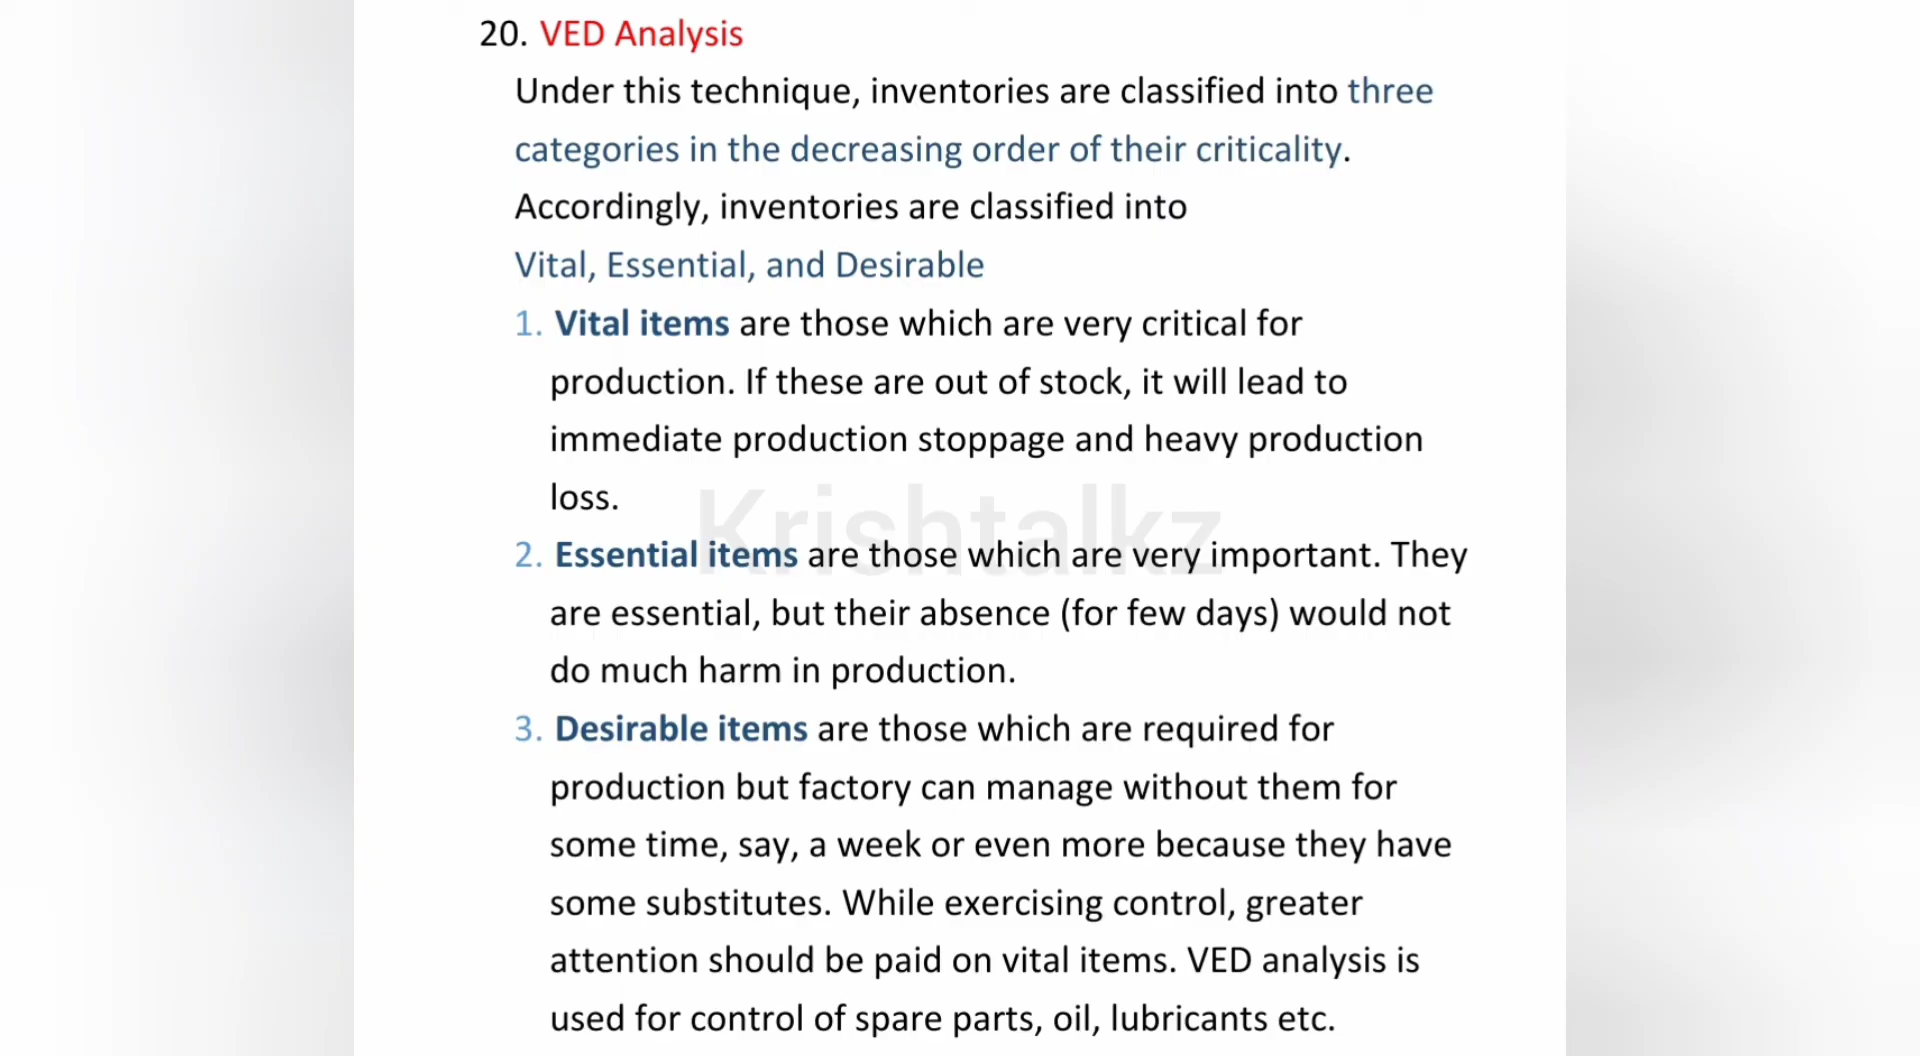 20. VED Analysis
Under this technique, inventories are classified into three
categories in the decreasing order of their criticality.
Accordingly, inventories are classified into
Vital, Essential, and Desirable
1. Vital items are those which are very critical for
production. If these are out of stock, it will lead to
immediate production stoppage and heavy production
loss.
Krishtalkz
2. Essential items are those which are very important. They
are essential, but their absence (for few days) would not
do much harm in production.
3. Desirable items are those which are required for
production but factory can manage without them for
some time, say, a week or even more because they have
some substitutes. While exercising control, greater
attention should be paid on vital items. VED analysis is
used for control of spare parts, oil, lubricants etc.